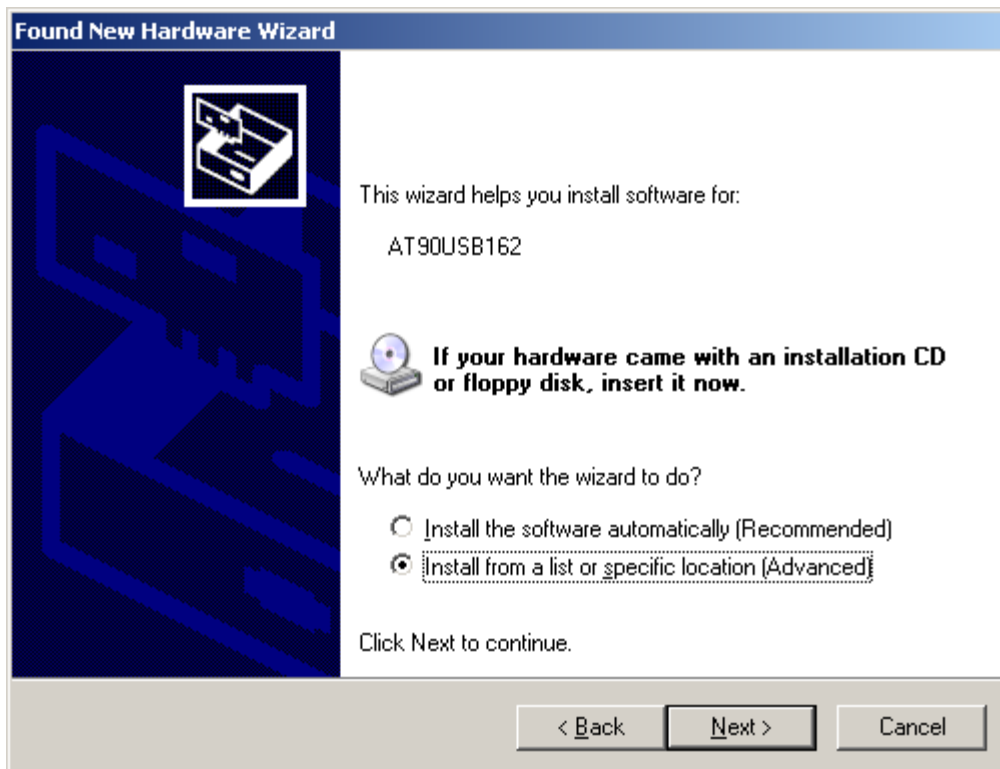 Found New Hardware Wizard
This wizard helps you install software for:
AT90USB162
If your hardware came with an installation CD
or floppy disk, insert it now.
What do you want the wizard to do?
Install the software automatically (Recommended)
Install from a list or specific location (Advanced)
Click Next to continue.
< Back Next > Cancel